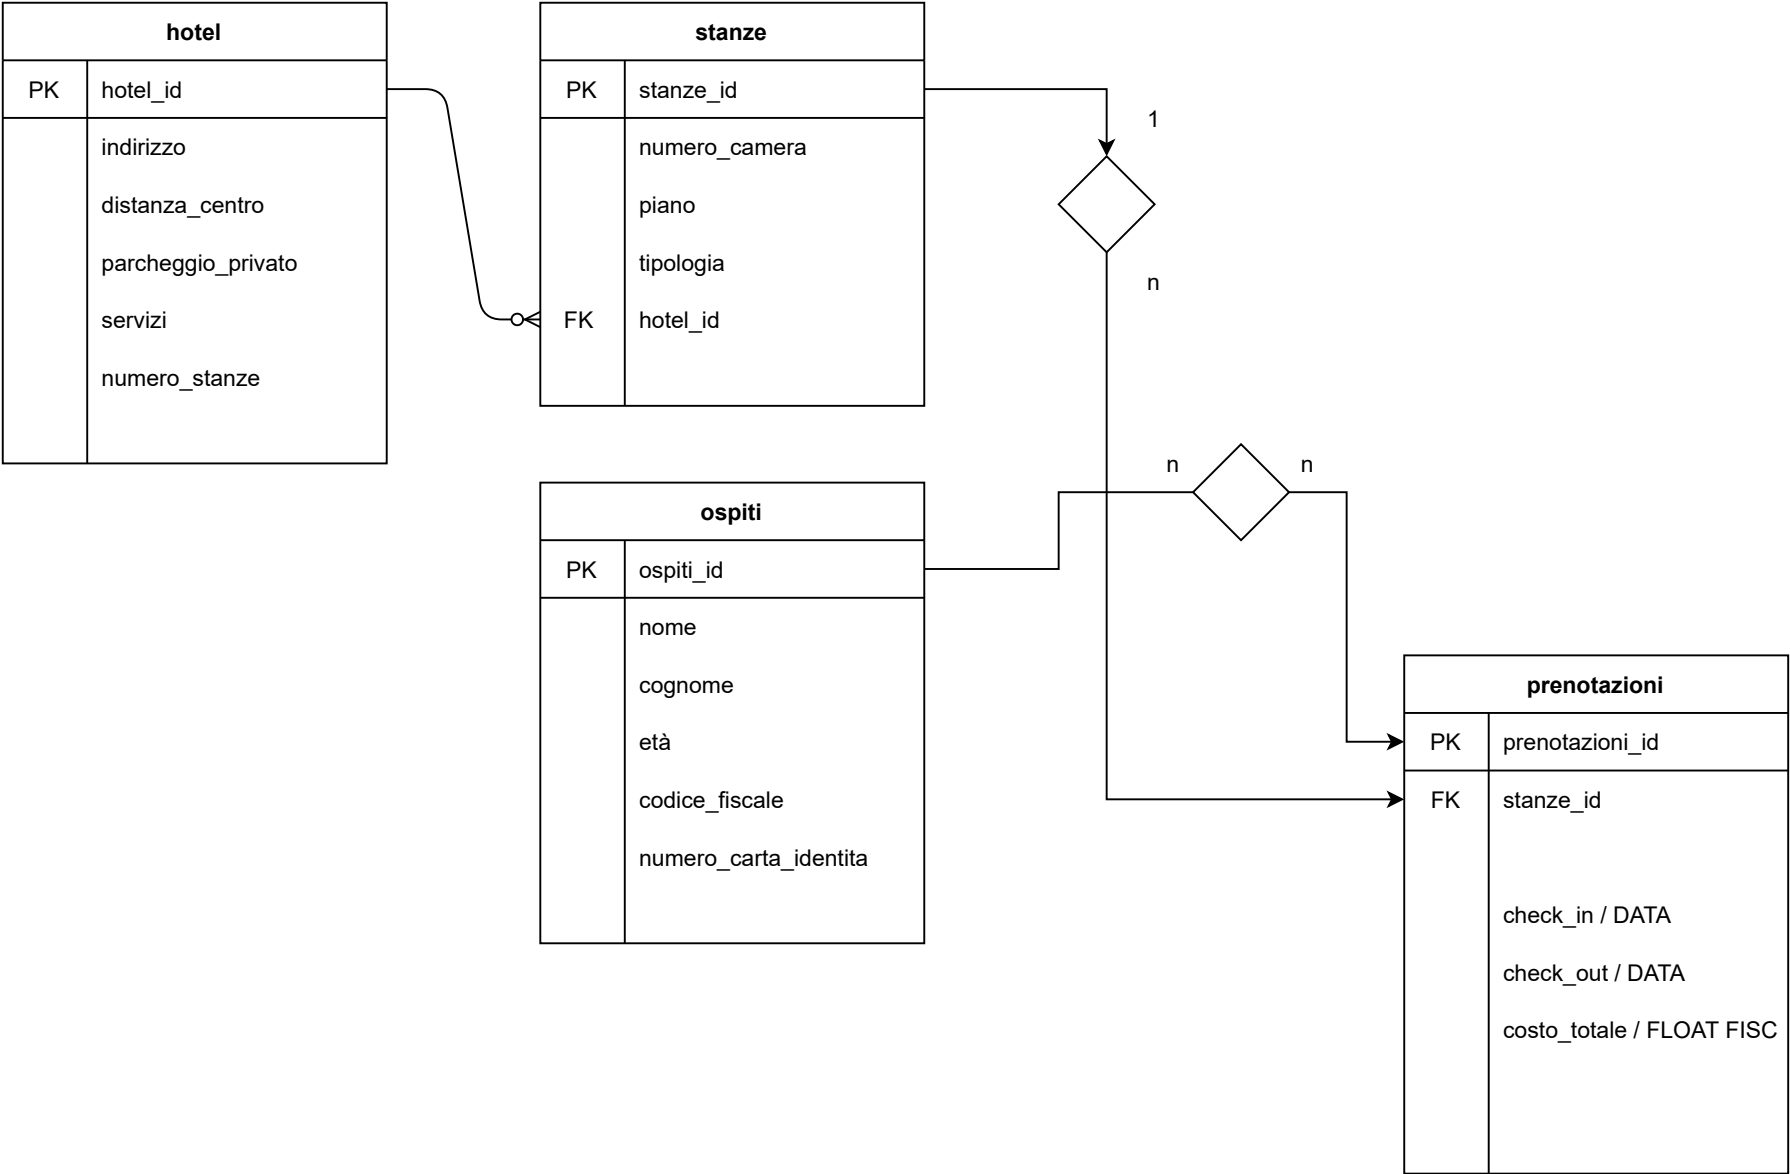 hotel
PK hotel_id
indirizzo
distanza_centro
parcheggio_privato
servizi
numero_stanze
stanze
PK stanze_id
numero_camera
piano
tipologia
FK hotel_id
1
n
n n
ospiti
PK ospiti_id
nome
cognome
età
codice_fiscale
numero_carta_identita
prenotazioni
PK prenotazioni_id
FK stanze_id
check_in / DATA
check_out / DATA
costo_totale / FLOAT FISC